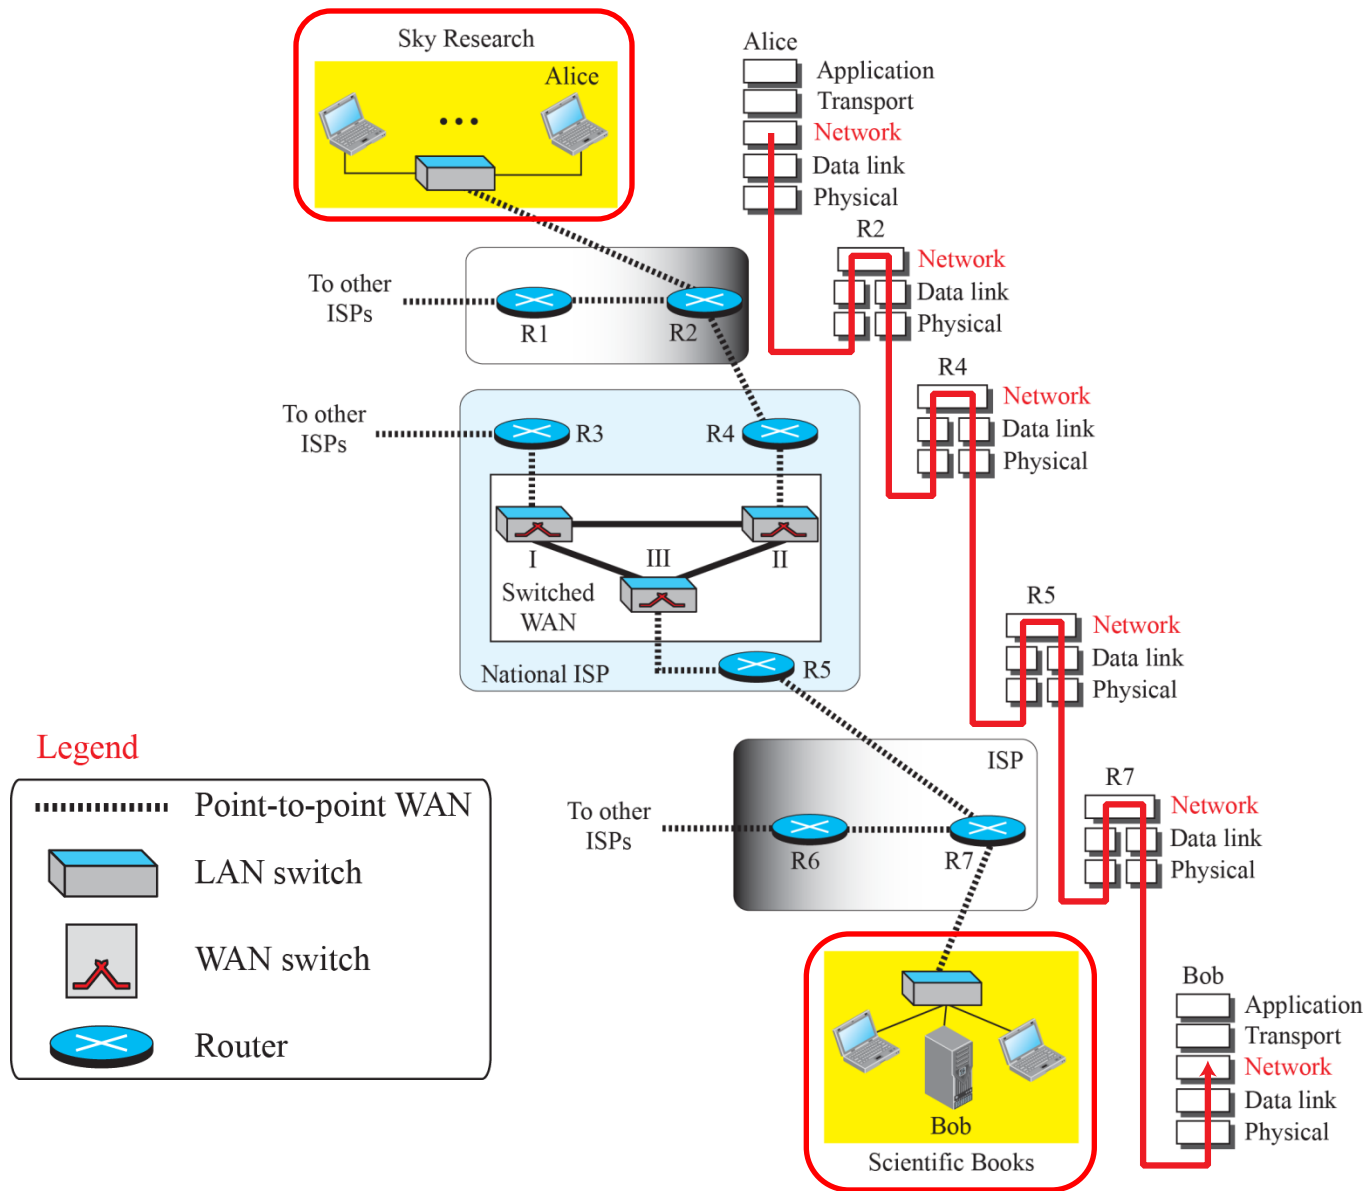 Sky Research
Alice
To other
ISPs
R1
R2
To other
ISPs
R3
R4
I
III
II
Switched
WAN
National ISP
R5
ISP
To other
ISPs
R6
R7
Bob
Scientific Books
Legend
Point-to-point WAN
LAN switch
WAN switch
Router
Alice
Application
Transport
Network
Data link
Physical
R2
Network
Data link
Physical
R4
Network
Data link
Physical
R5
Network
Data link
Physical
R7
Network
Data link
Physical
Bob
Application
Transport
Network
Data link
Physical